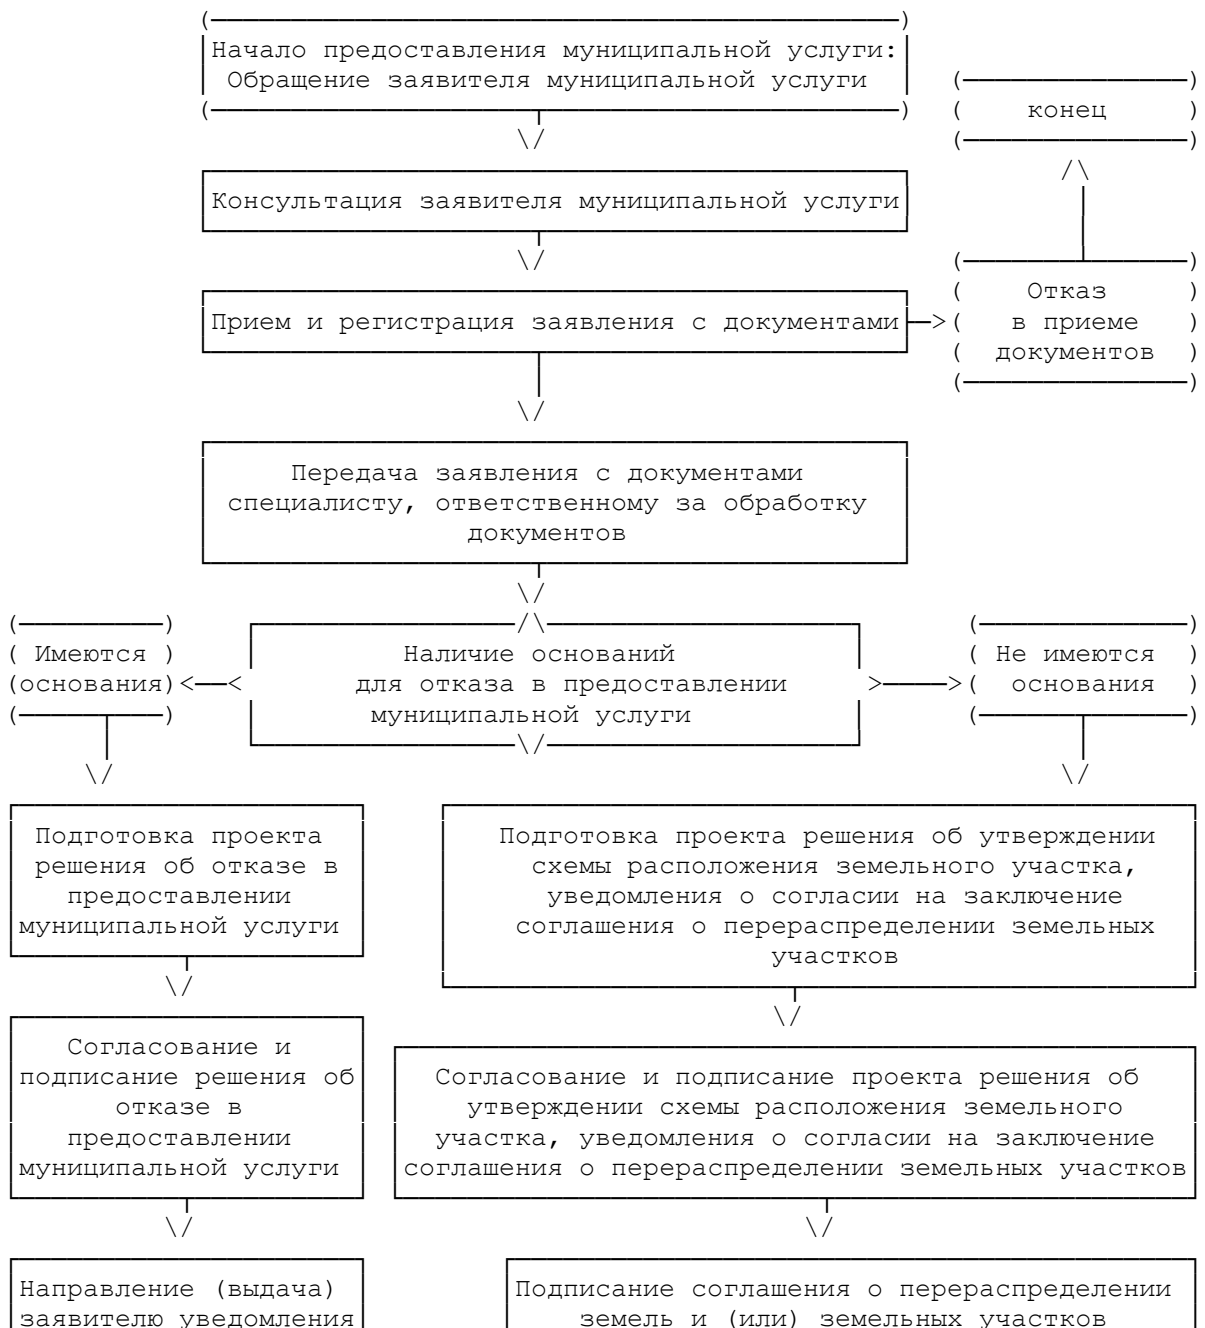 Начало предоставления муниципальной услуги:
Обращение заявителя муниципальной услуги
конец
Консультация заявителя муниципальной услуги
Прием и регистрация заявления с документами
Отказ
в приеме
документов
Передача заявления с документами
специалисту, ответственному за обработку
документов
Имеются
основания
Наличие оснований
для отказа в предоставлении
муниципальной услуги
Не имеются
основания
Подготовка проекта
решения об отказе в
предоставлении
муниципальной услуги
Подготовка проекта решения об утверждении
схемы расположения земельного участка,
уведомления о согласии на заключение
соглашения о перераспределении земельных
участков
Согласование и
подписание решения об
отказе в
предоставлении
муниципальной услуги
Согласование и подписание проекта решения об
утверждении схемы расположения земельного
участка, уведомления о согласии на заключение
соглашения о перераспределении земельных участков
Направление (выдача)
заявителю уведомления
Подписание соглашения о перераспределении
земель и (или) земельных участков